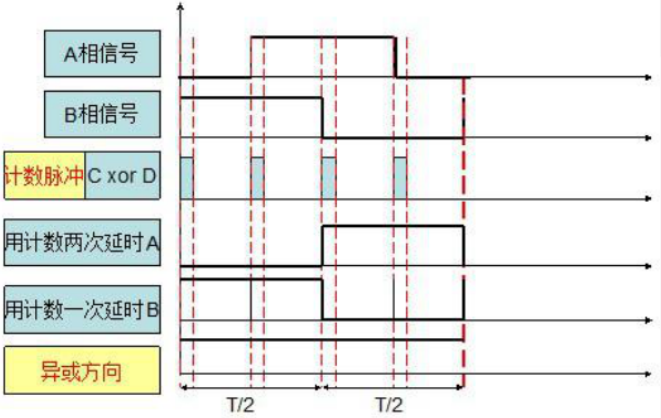 A相信号
B相信号
计数脉冲 C xor D
用计数两次延时A
用计数一次延时B
异或方向
T/2 T/2